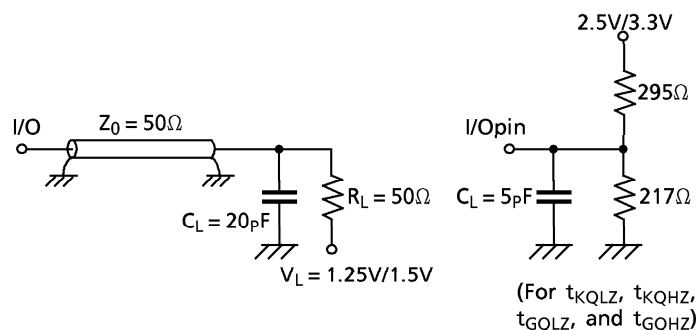 2.5V/3.3V
295Ω
I/O
Z0 = 50Ω
I/Opin
CL = 20PF
RL = 50Ω
CL = 5PF
217Ω
VL = 1.25V/1.5V
(For tKQLZ, tKQHZ,
tGOLZ, and tGOHZ)